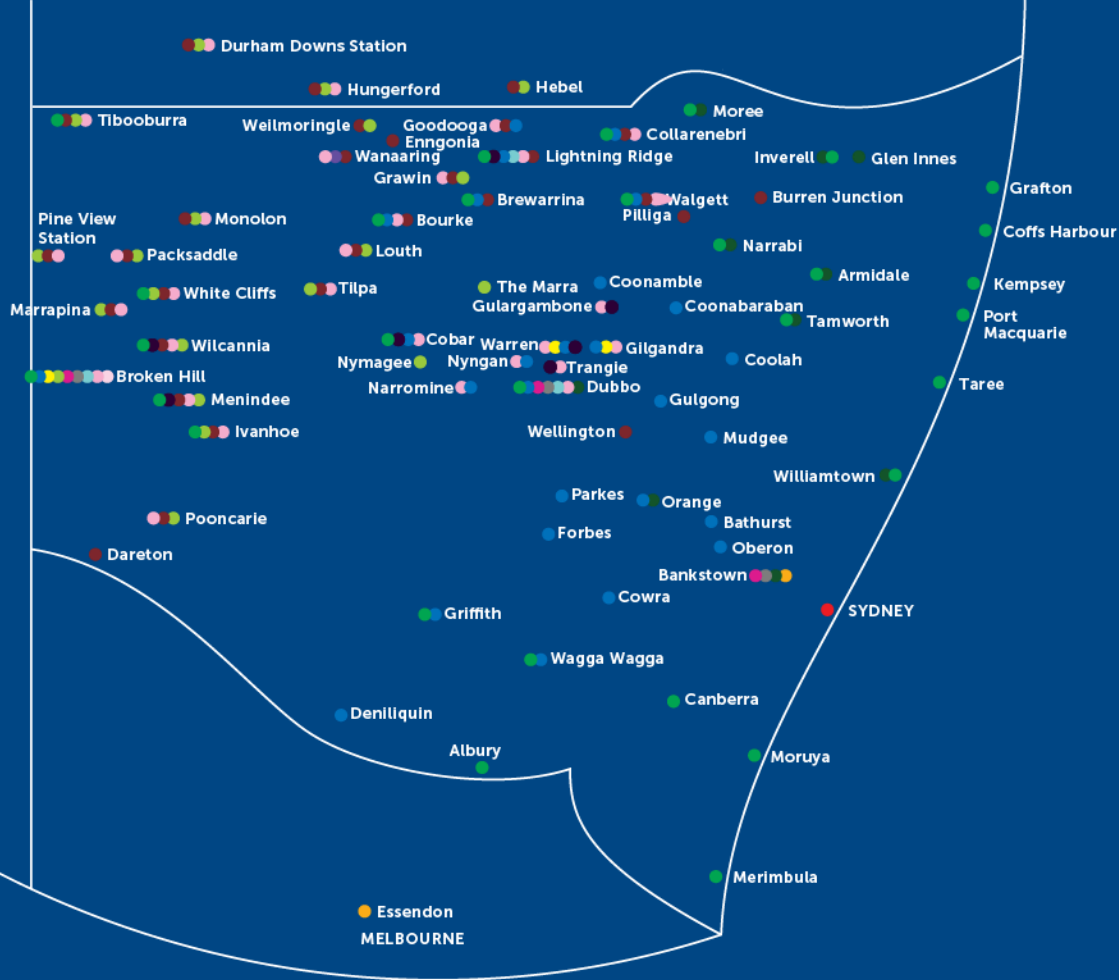 Durham Downs Station
Hungerford
Hebel
Tibooburra
Weilmoringle
Goodooga
Moree
Enngonia
Collarenebri
Wanaaring
Lightning Ridge
Inverell
Glen Innes
Grawin
Grafton
Brewarrina
Walgett
Burren Junction
Pine View
Station
Monolon
Bourke
Pilliga
Coffs Harbour
Packsaddle
Louth
Narrabi
White Cliffs
Tilpa
The Marra
Coonamble
Armidale
Kempsey
Marrapina
Gulargambone
Coonabaraban
Tamworth
Port
Macquarie
Wilcannia
Cobar
Warren
Gilgandra
Nymagee
Nyngan
Trangie
Coolah
Broken Hill
Narromine
Dubbo
Taree
Menindee
Gulgong
Ivanhoe
Wellington
Mudgee
Williamtown
Parkes
Orange
Pooncarie
Forbes
Bathurst
Dareton
Oberon
Bankstown
Cowra
Griffith
SYDNEY
Wagga Wagga
Canberra
Deniliquin
Albury
Moruya
Merimbula
Essendon
MELBOURNE